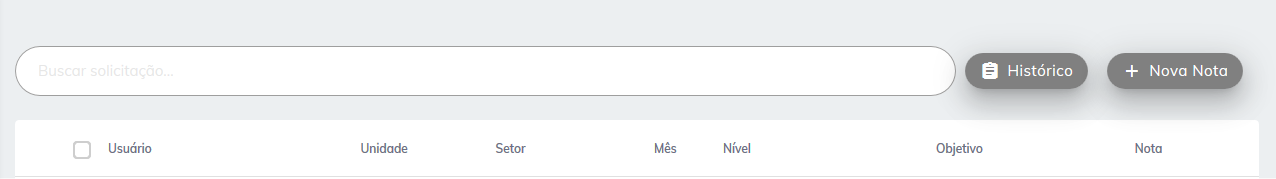 Buscar solicitação...
Histórico
Nova Nota
Usuário Unidade Setor Mês Nível Objetivo Nota